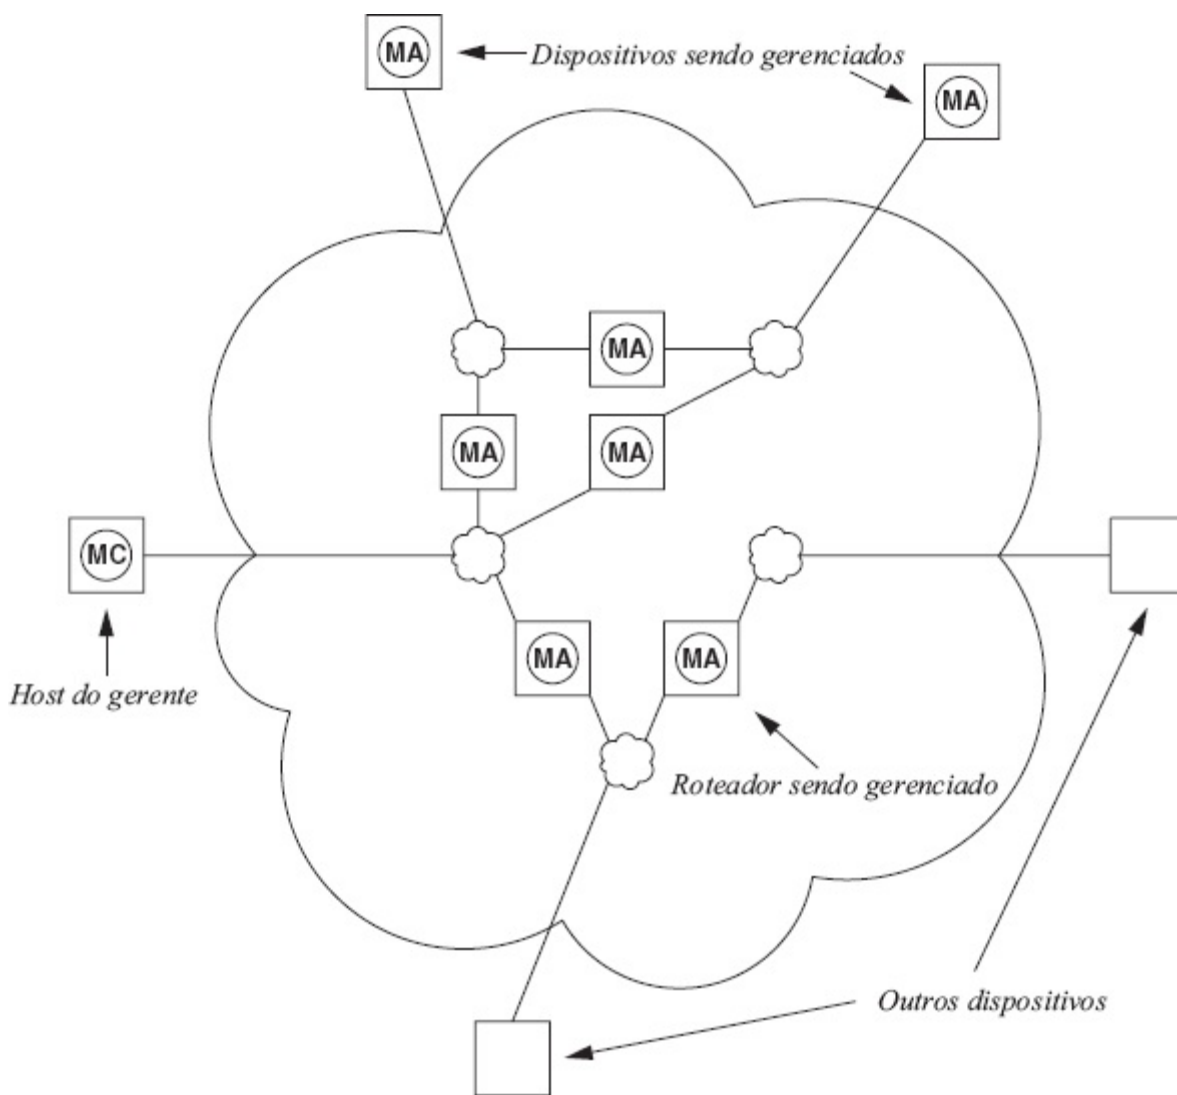 MA
Dispositivos sendo gerenciados
MA
MA
MA
MA
MC
MA
MA
Host do gerente
Roteador sendo gerenciado
Outros dispositivos